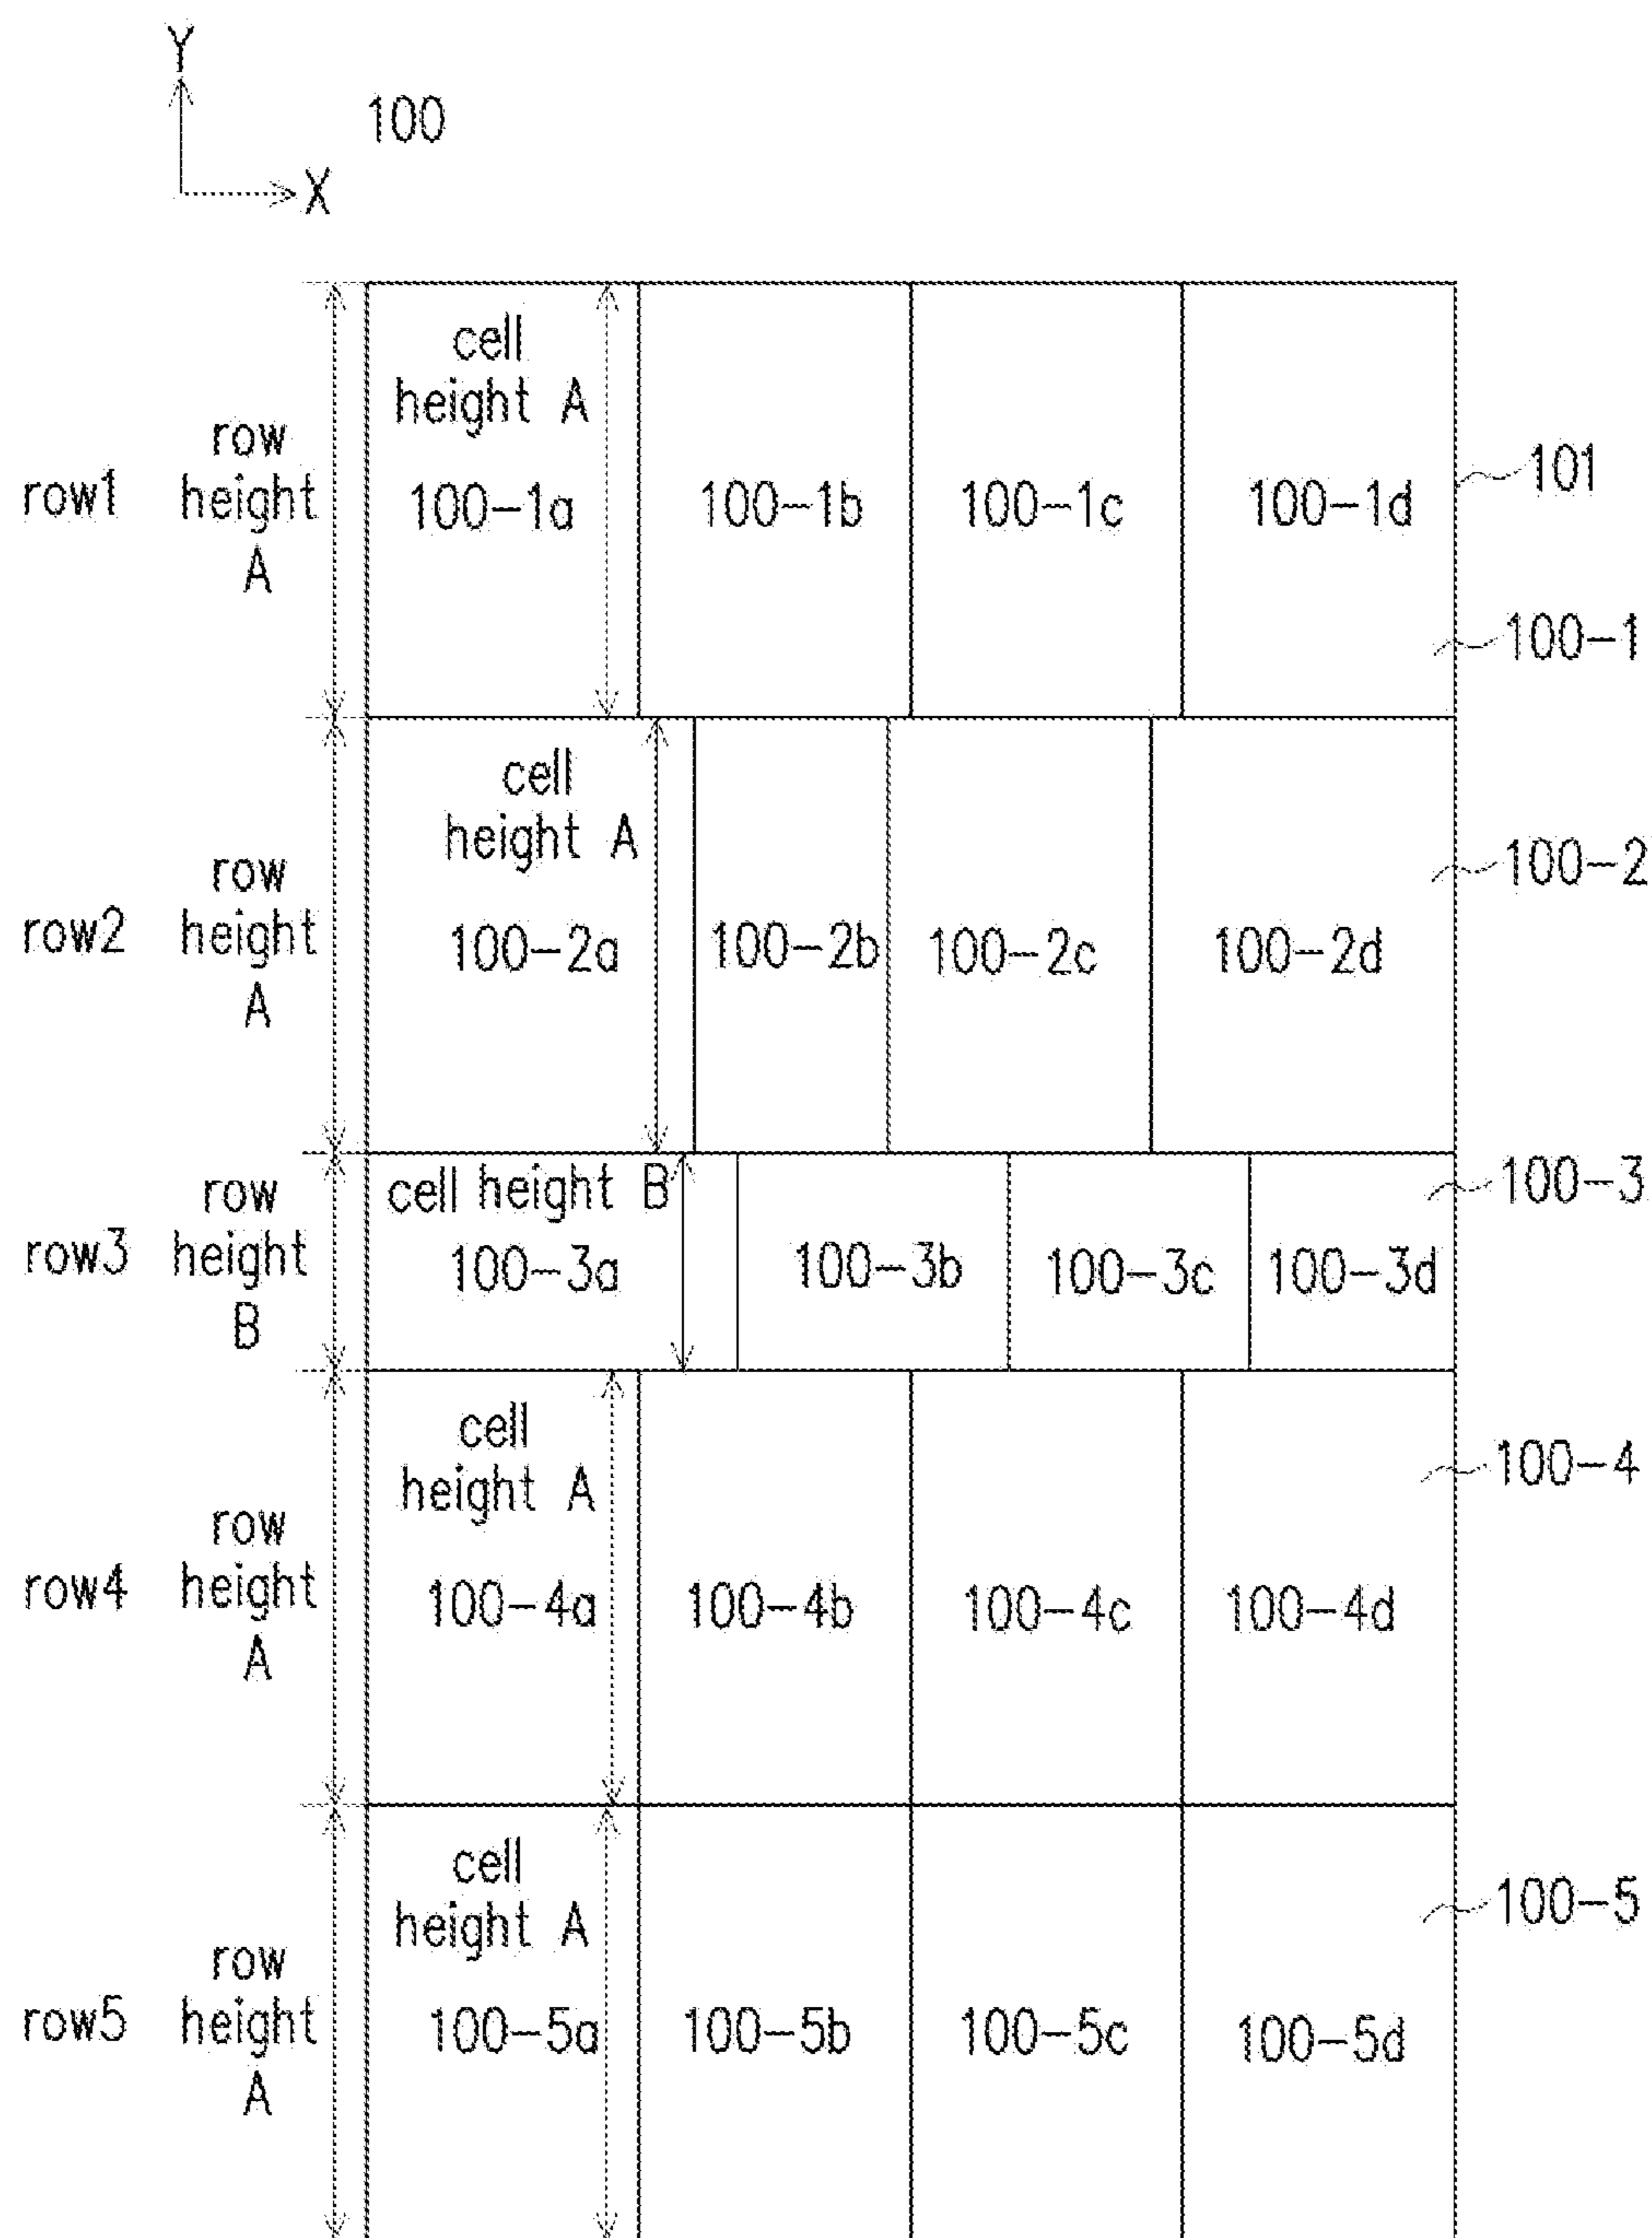 Y
100
X
cell
height A
row
height
A
row1
100-1a
100-1b
100-1c
100-1d
101
100-1
cell
height A
row
height
A
row2
100-2a
100-2b
100-2c
100-2d
100-2
cell height B
row
height
B
row3
100-3a
100-3b
100-3c
100-3d
100-3
cell
height A
row
height
A
row4
100-4a
100-4b
100-4c
100-4d
100-4
cell
height A
row
height
A
row5
100-5a
100-5b
100-5c
100-5d
100-5